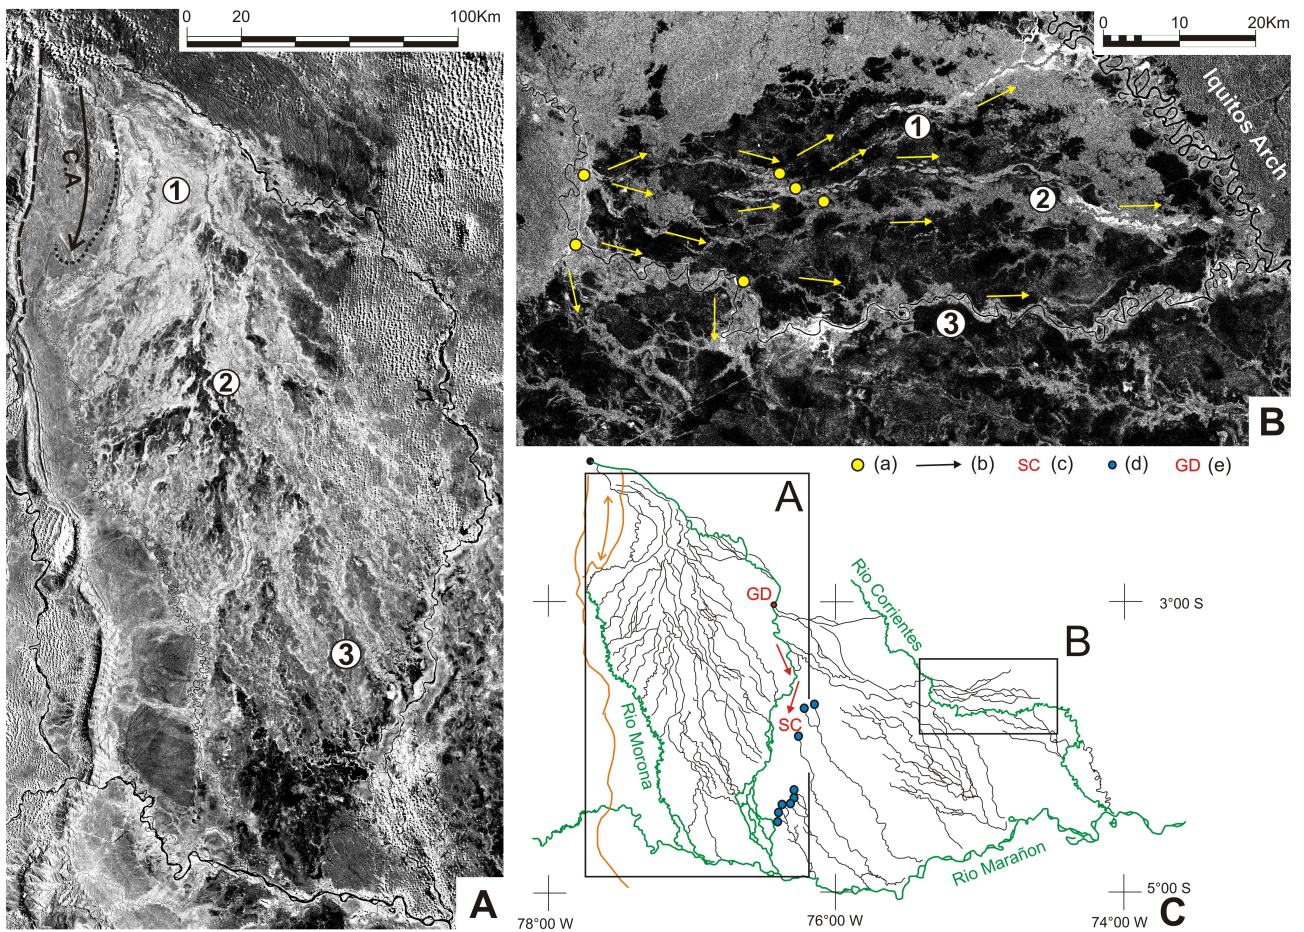 0 20 100Km
C.A
1
2
3
A
0 10 20Km
Iquitos Arch
1
2
3
B
(a) (b) SC (c) (d) GD (e)
A
GD
Rio Corrientes
3°00 S
B
SC
Rio Morona
Rio Marañon
5°00 S
78°00 W 76°00 W 74°00 W
C